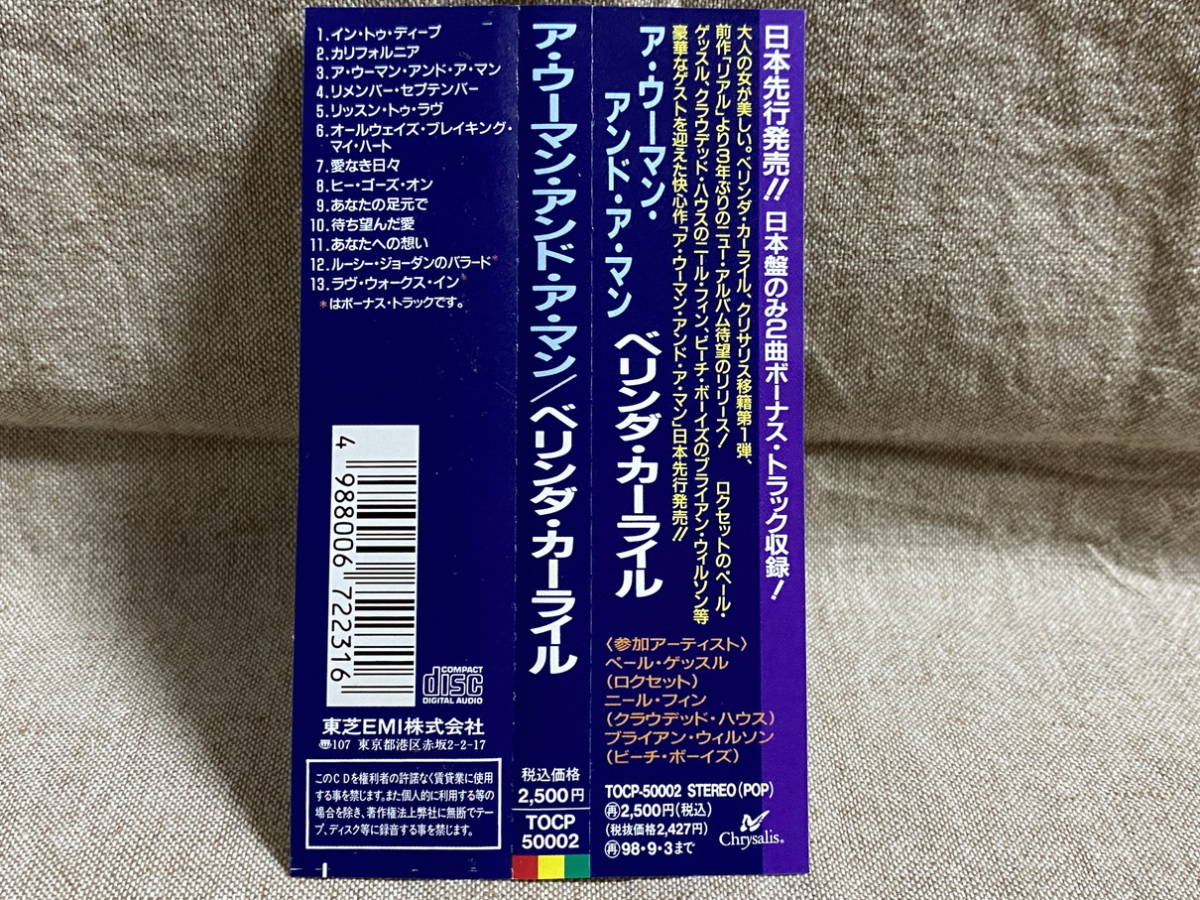 1. イン・トゥ・ディープ
2. カリフォルニア
3. ア・ウーマン・アンド・ア・マン
4. リメンバー・セプテンバー
5. リッスン・トゥ・ラヴ
6. オールウェイズ・ブレイキング・
マイ・ハート
7. 愛なき日々
8. ヒー・ゴーズ・オン
9. あなたの足元で
10. 待ち望んだ愛
11. あなたへの想い
12. ルーシー・ジョーダンのバラード*
13. ラヴ・ウォークス・イン*
*はボーナス・トラックです。
4 988006 722316
COMPACT
disc
DIGITAL AUDIO
東芝EMI株式会社
〠107 東京都港区赤坂2-2-17
このCDを権利者の許諾なく賃貸業に使用
する事を禁じます。また個人的に利用する等の
場合を除き、著作権法上弊社に無断でテー
プ、ディスク等に録音する事を禁じます。
ア・ウーマン・アンド・ア・マン/ベリンダ・カーライル
税込価格
2,500円
TOCP
50002
日本先行発売!! 日本盤のみ2曲ボーナス・トラック収録!
大人の女が美しい。ベリンダ・カーライル、クリサリス移籍第1弾、
前作「リアル」より3年ぶりのニュー・アルバム待望のリリース! ロクセットのペール・
ゲッスル、クラウデッド・ハウスのニール・フィン、ビーチ・ボーイズのブライアン・ウィルソン等
豪華なゲストを迎えた快心作「ア・ウーマン・アンド・ア・マン」日本先行発売!!
ア・ウーマン・
アンド・ア・マン
ベリンダ・カーライル
〈参加アーティスト〉
ペール・ゲッスル
(ロクセット)
ニール・フィン
(クラウデッド・ハウス)
ブライアン・ウィルソン
(ビーチ・ボーイズ)
TOCP-50002 STEREO (POP)
㊞2,500円(税込)
(税抜価格2,427円)
再98・9・3まで
Chrysalis®